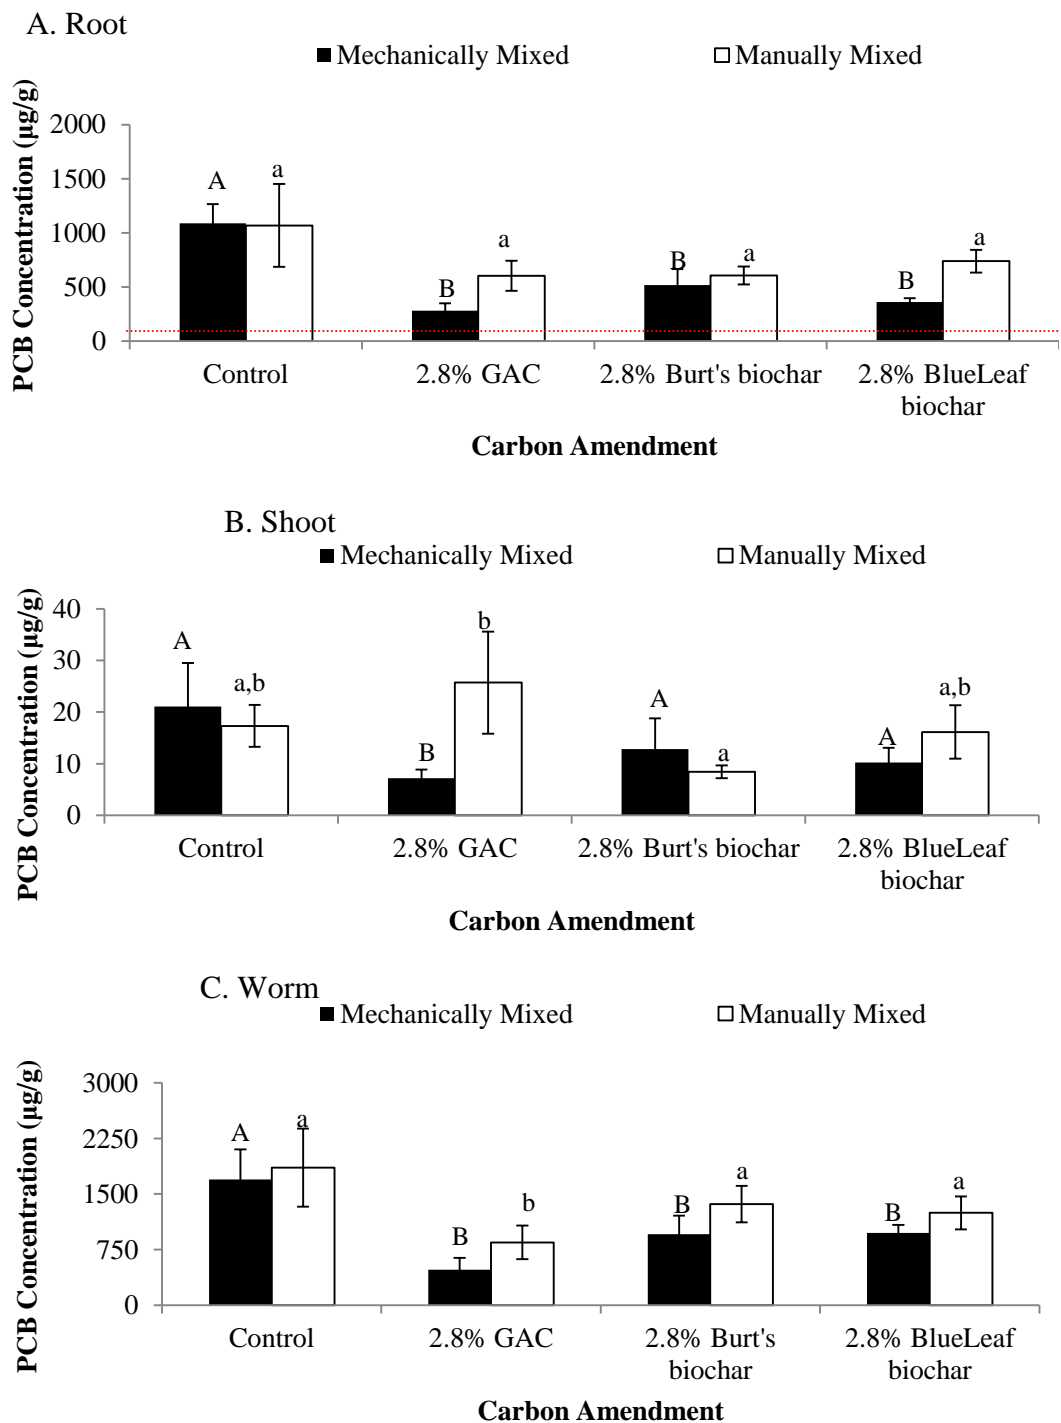 A. Root
Mechanically Mixed Manually Mixed
PCB Concentration (µg/g)
2000
1500
1000
500
0
A a
B a
B a
B a
Control 2.8% GAC 2.8% Burt's biochar 2.8% BlueLeaf
biochar
Carbon Amendment
B. Shoot
Mechanically Mixed Manually Mixed
PCB Concentration (µg/g)
40
30
20
10
0
A a,b
B b
A a
A a,b
Control 2.8% GAC 2.8% Burt's biochar 2.8% BlueLeaf
biochar
Carbon Amendment
C. Worm
Mechanically Mixed Manually Mixed
PCB Concentration (µg/g)
3000
2250
1500
750
0
A a
B b
B a
B a
Control 2.8% GAC 2.8% Burt's 2.8% BlueLeaf
biochar biochar
Carbon Amendment